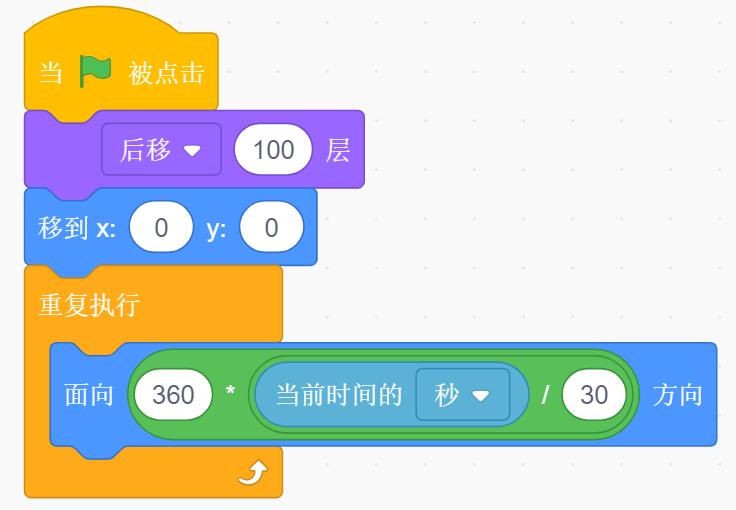 当 被点击
后移 100 层
移到 x: 0 y: 0
重复执行
面向 360 * 当前时间的 秒 / 30 方向